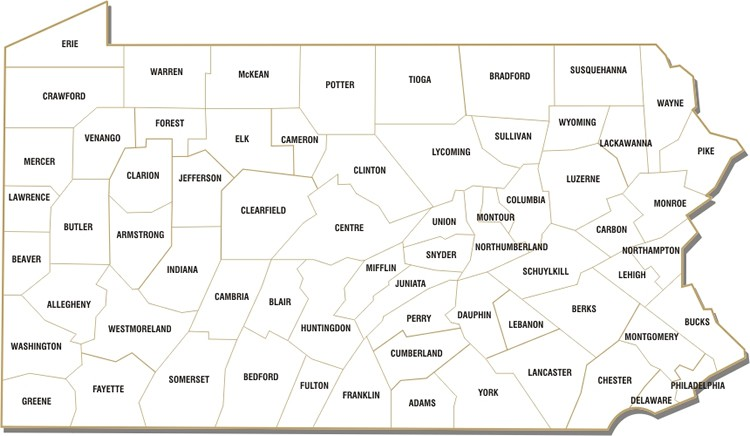 ERIE
WARREN
McKEAN
POTTER
TIOGA
BRADFORD
SUSQUEHANNA
WAYNE
CRAWFORD
FOREST
VENANGO
ELK
CAMERON
LYCOMING
SULLIVAN
WYOMING
LACKAWANNA
PIKE
MERCER
CLARION
JEFFERSON
CLINTON
LUZERNE
MONROE
LAWRENCE
CLEARFIELD
CENTRE
UNION
MONTOUR
COLUMBIA
CARBON
BUTLER
ARMSTRONG
SNYDER
NORTHUMBERLAND
NORTHAMPTON
BEAVER
INDIANA
MIFFLIN
JUNIATA
SCHUYLKILL
LEHIGH
ALLEGHENY
CAMBRIA
BLAIR
HUNTINGDON
PERRY
DAUPHIN
LEBANON
BERKS
BUCKS
WASHINGTON
WESTMORELAND
CUMBERLAND
MONTGOMERY
GREENE
FAYETTE
SOMERSET
BEDFORD
FULTON
FRANKLIN
ADAMS
YORK
LANCASTER
CHESTER
DELAWARE
PHILADELPHIA